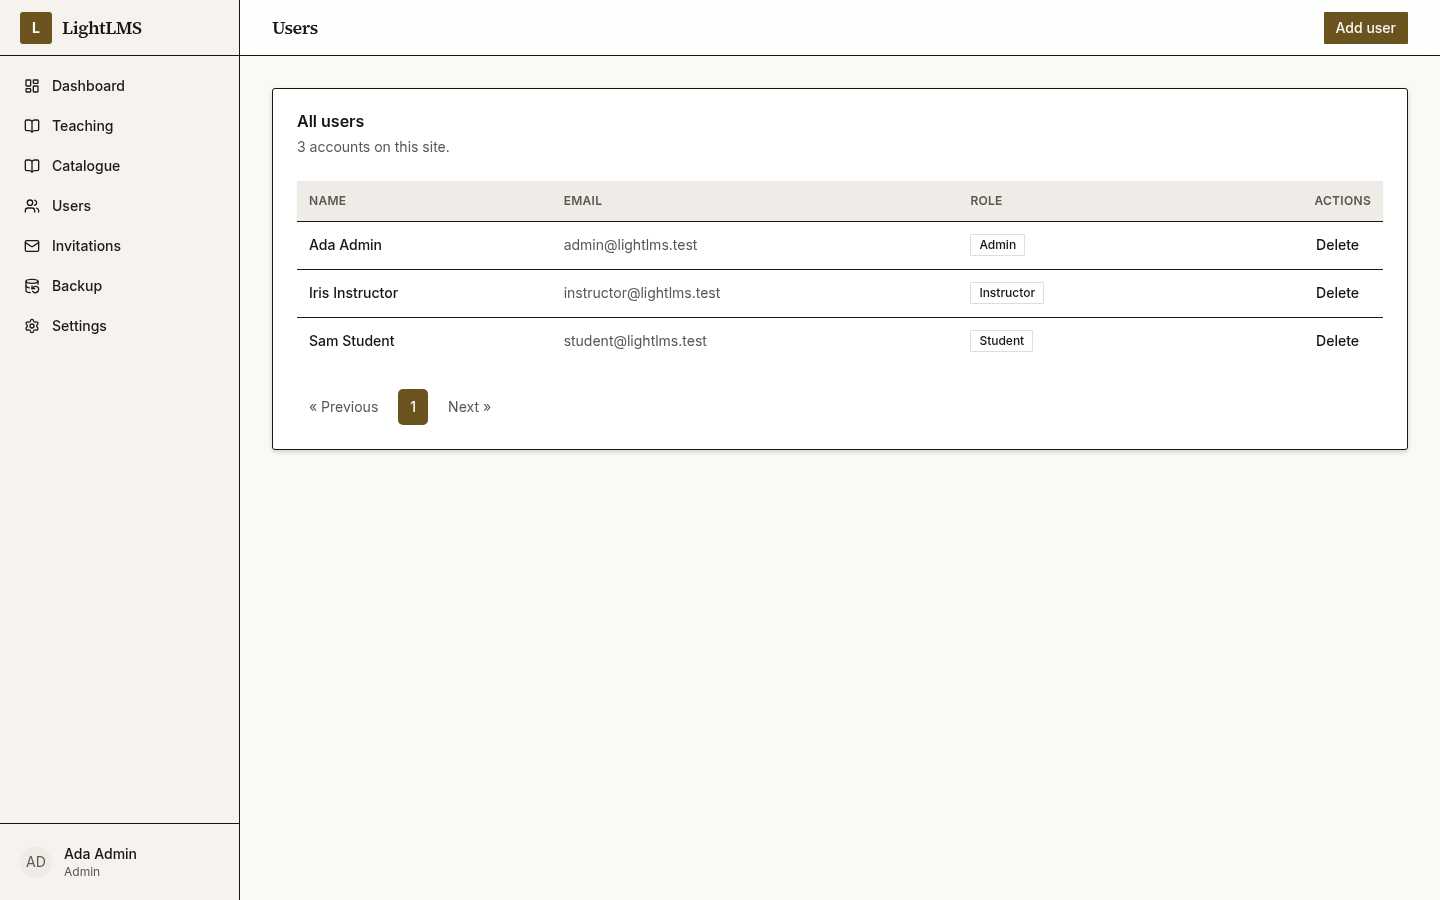 L LightLMS
Users
Add user
Dashboard
Teaching
Catalogue
Users
Invitations
Backup
Settings
All users
3 accounts on this site.
NAME EMAIL ROLE ACTIONS
Ada Admin admin@lightlms.test Admin Delete
Iris Instructor instructor@lightlms.test Instructor Delete
Sam Student student@lightlms.test Student Delete
« Previous 1 Next »
AD Ada Admin
Admin